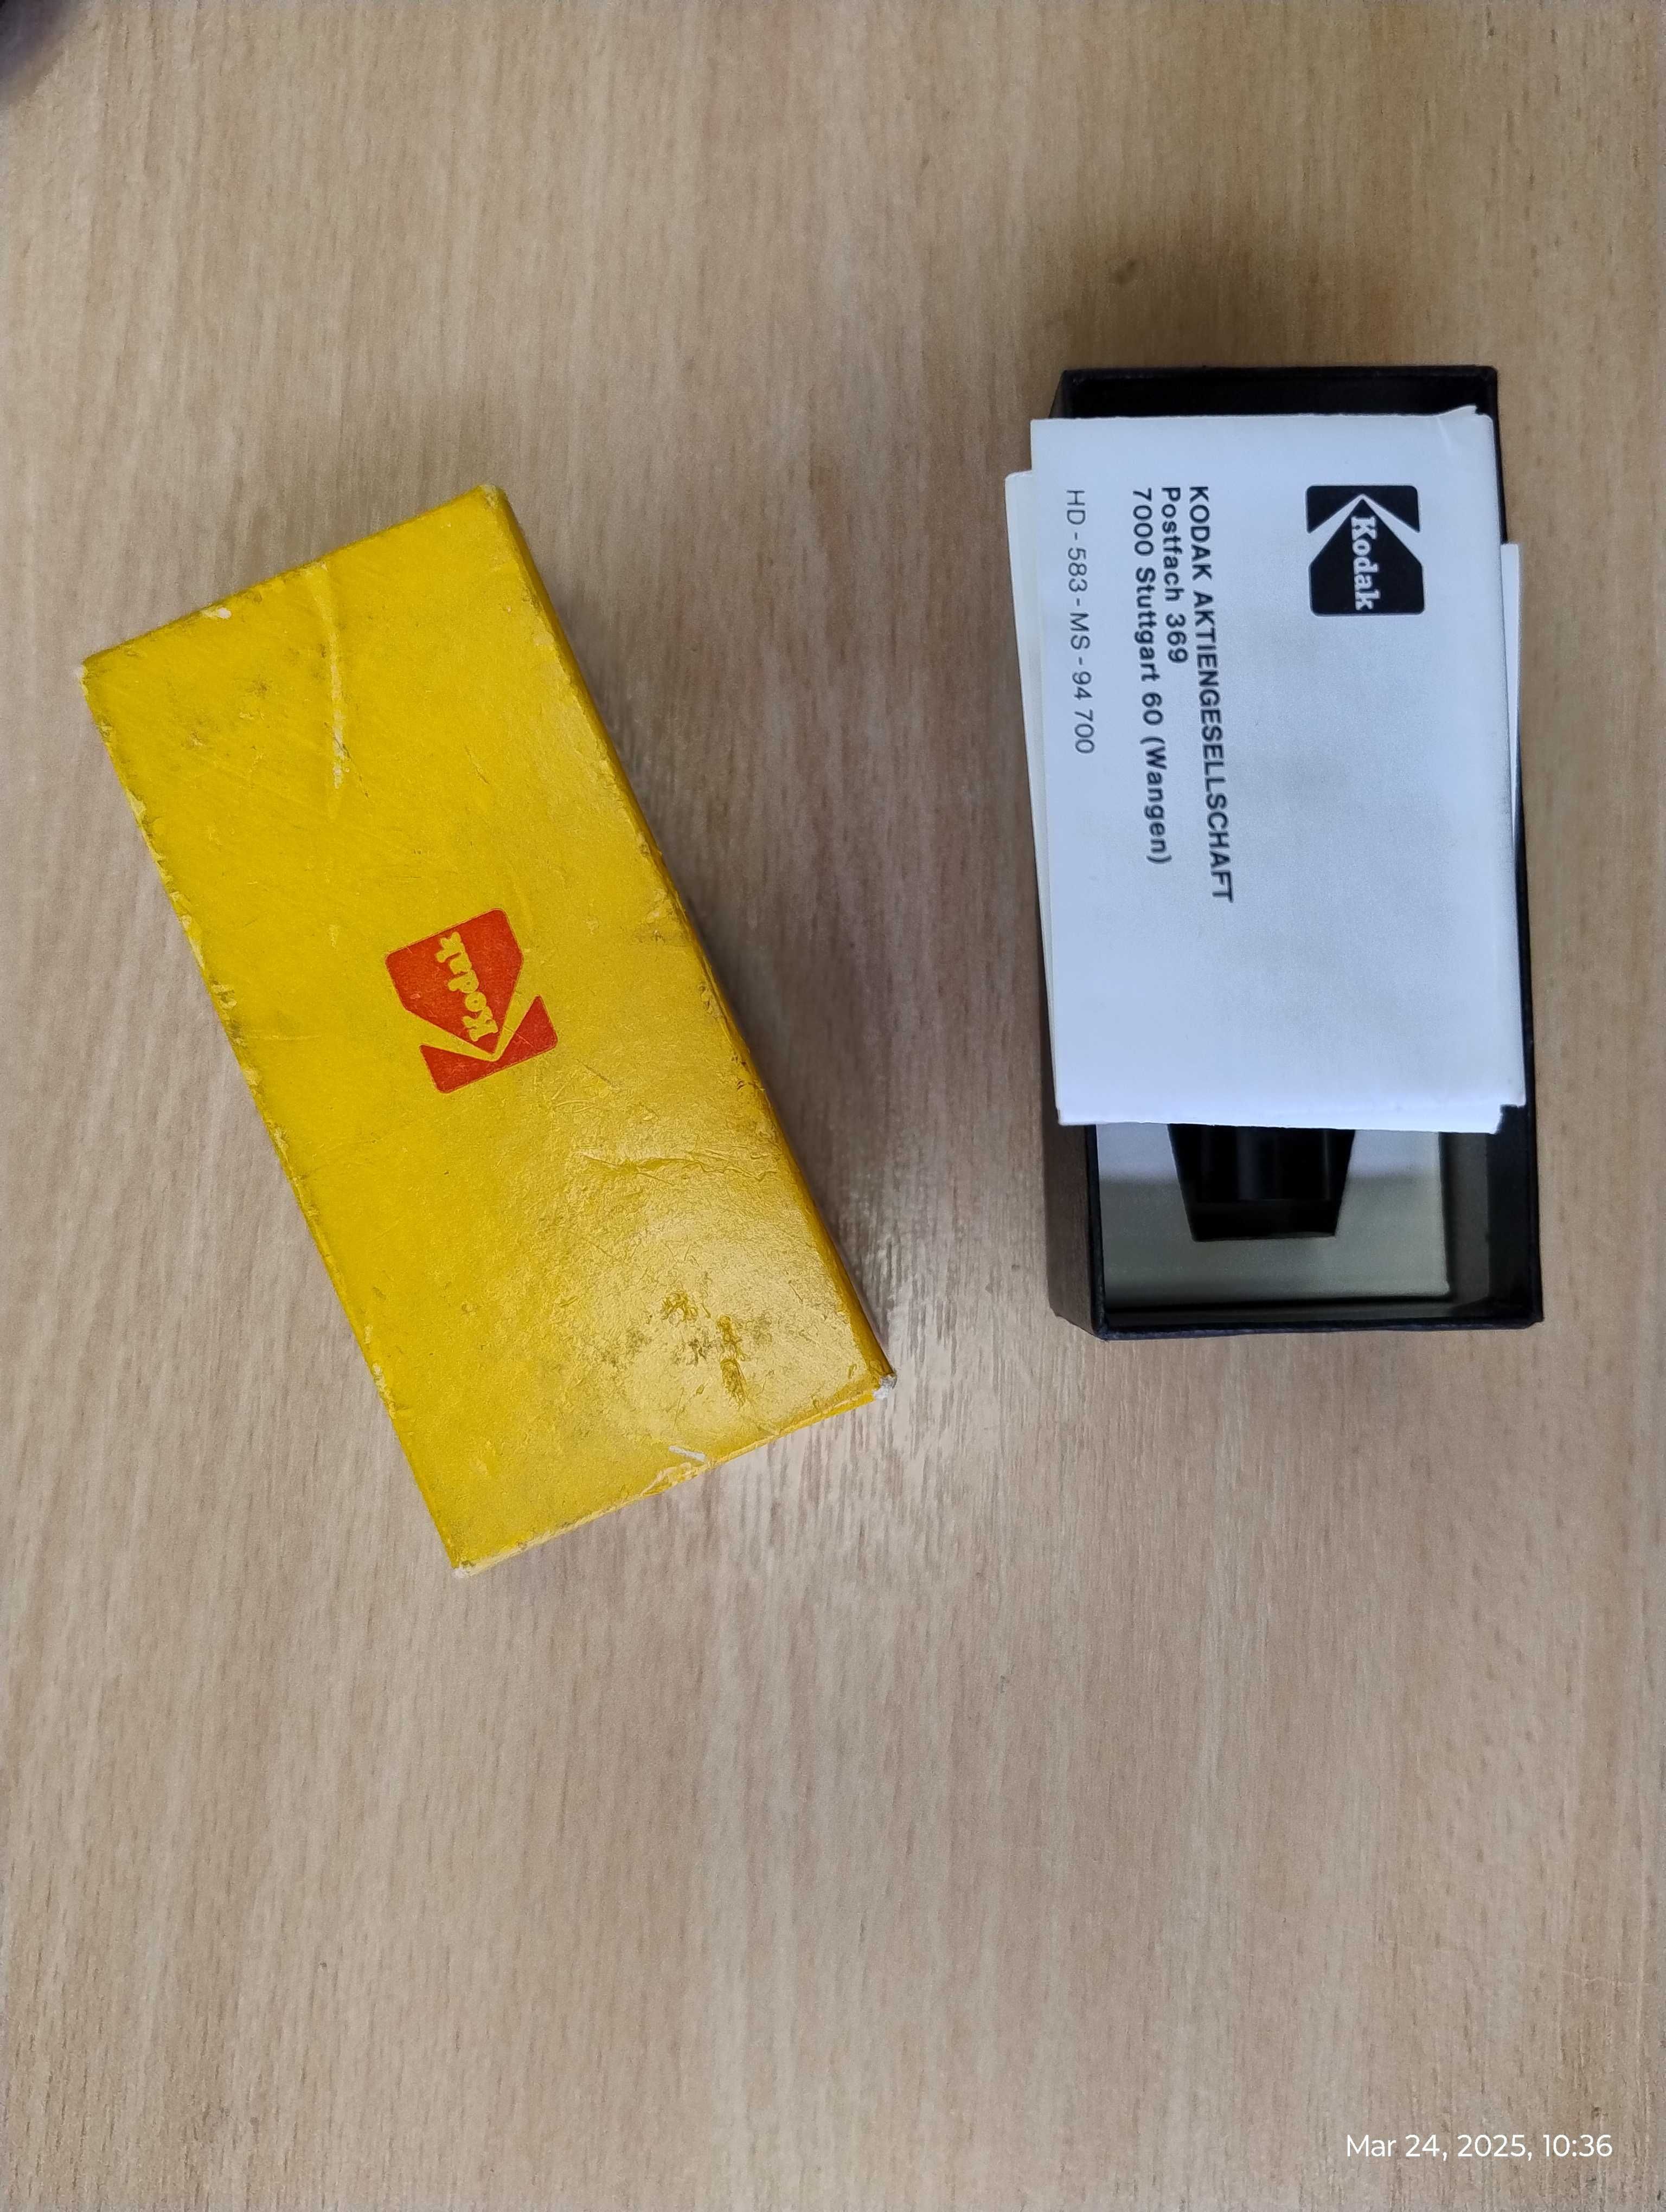 Kodak
Kodak
KODAK AKTIENGESELLSCHAFT
Postfach 369
7000 Stuttgart 60 (Wangen)
HD-583-MS-94 700
Mar 24, 2025, 10:36